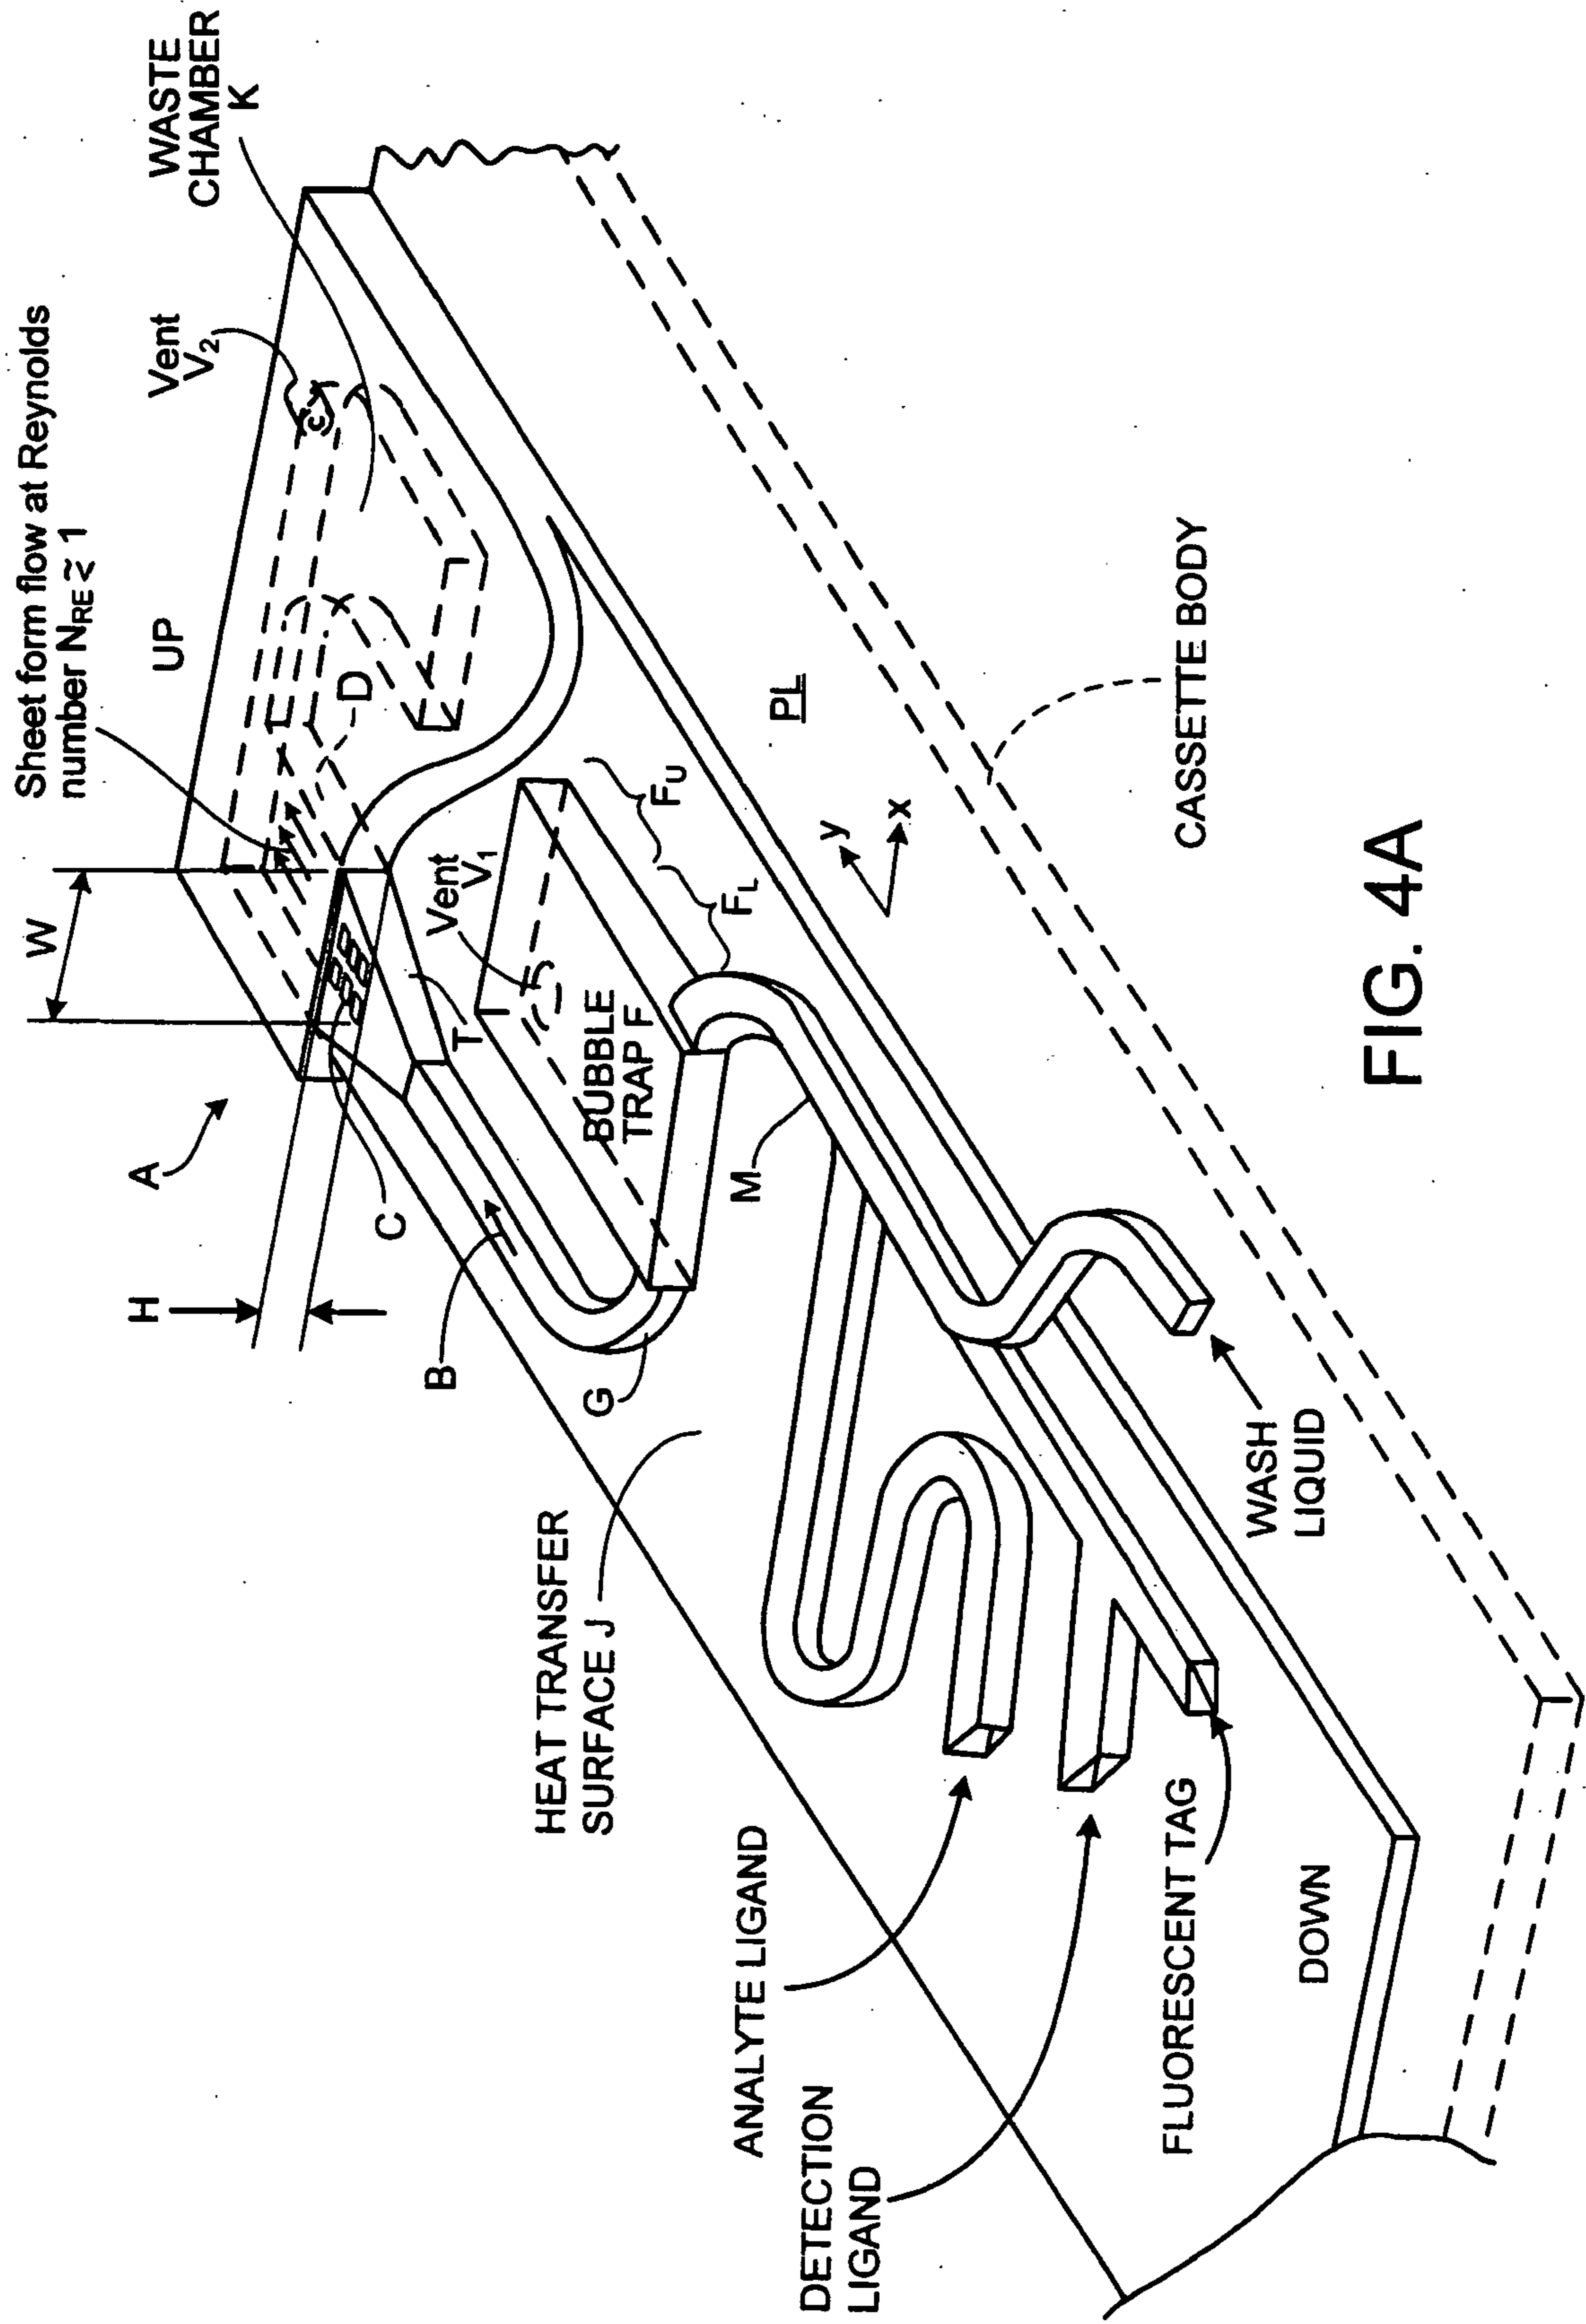 Sheet form flow at Reynolds
number NRE ≲ 1
WASTE
CHAMBER
K
Vent
V2
UP
W
H
A
D
C
B
G
T
Vent
V1
BUBBLE
TRAP F
FU
FL
M
PL
y
x
CASSETTE BODY
HEAT TRANSFER
SURFACE J
ANALYTE LIGAND
DETECTION
LIGAND
FLUORESCENT TAG
WASH
LIQUID
DOWN
FIG. 4A